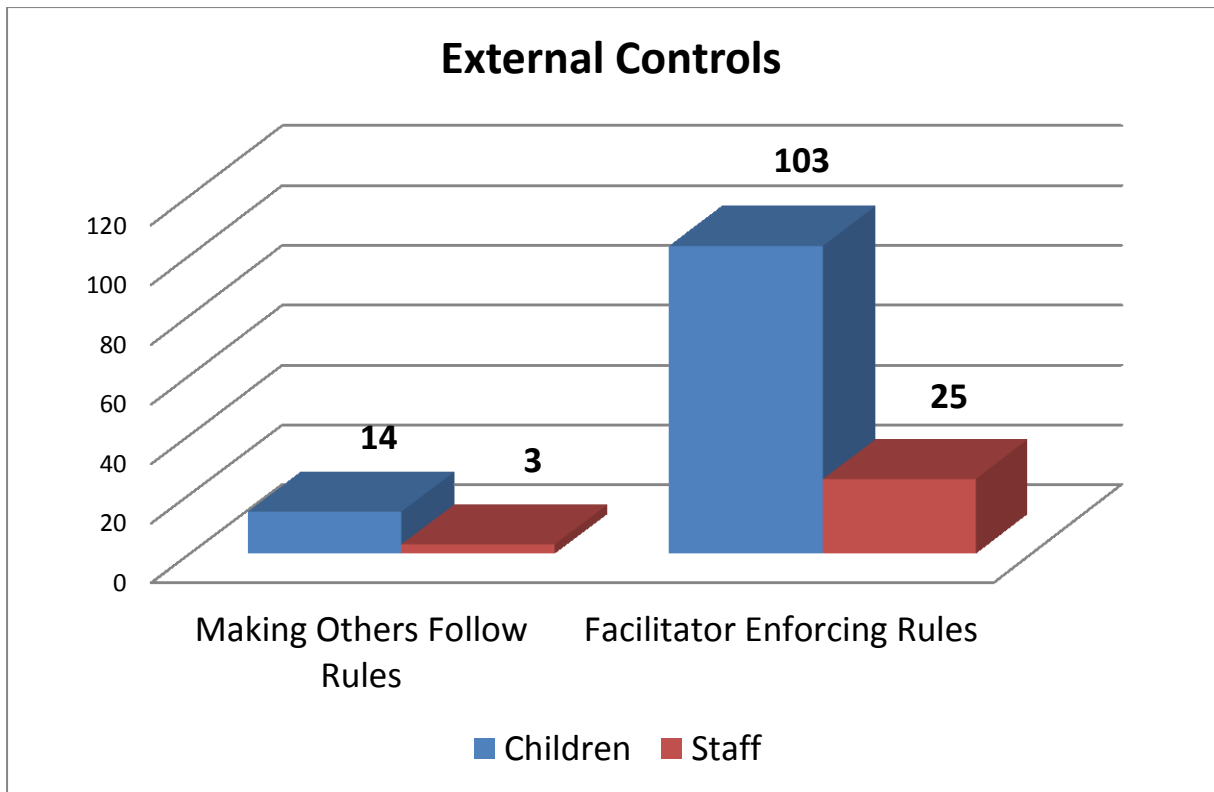 External Controls
103
120
100
80
60
40
20
0
14
3
25
Making Others Follow
Rules
Facilitator Enforcing Rules
Children
Staff